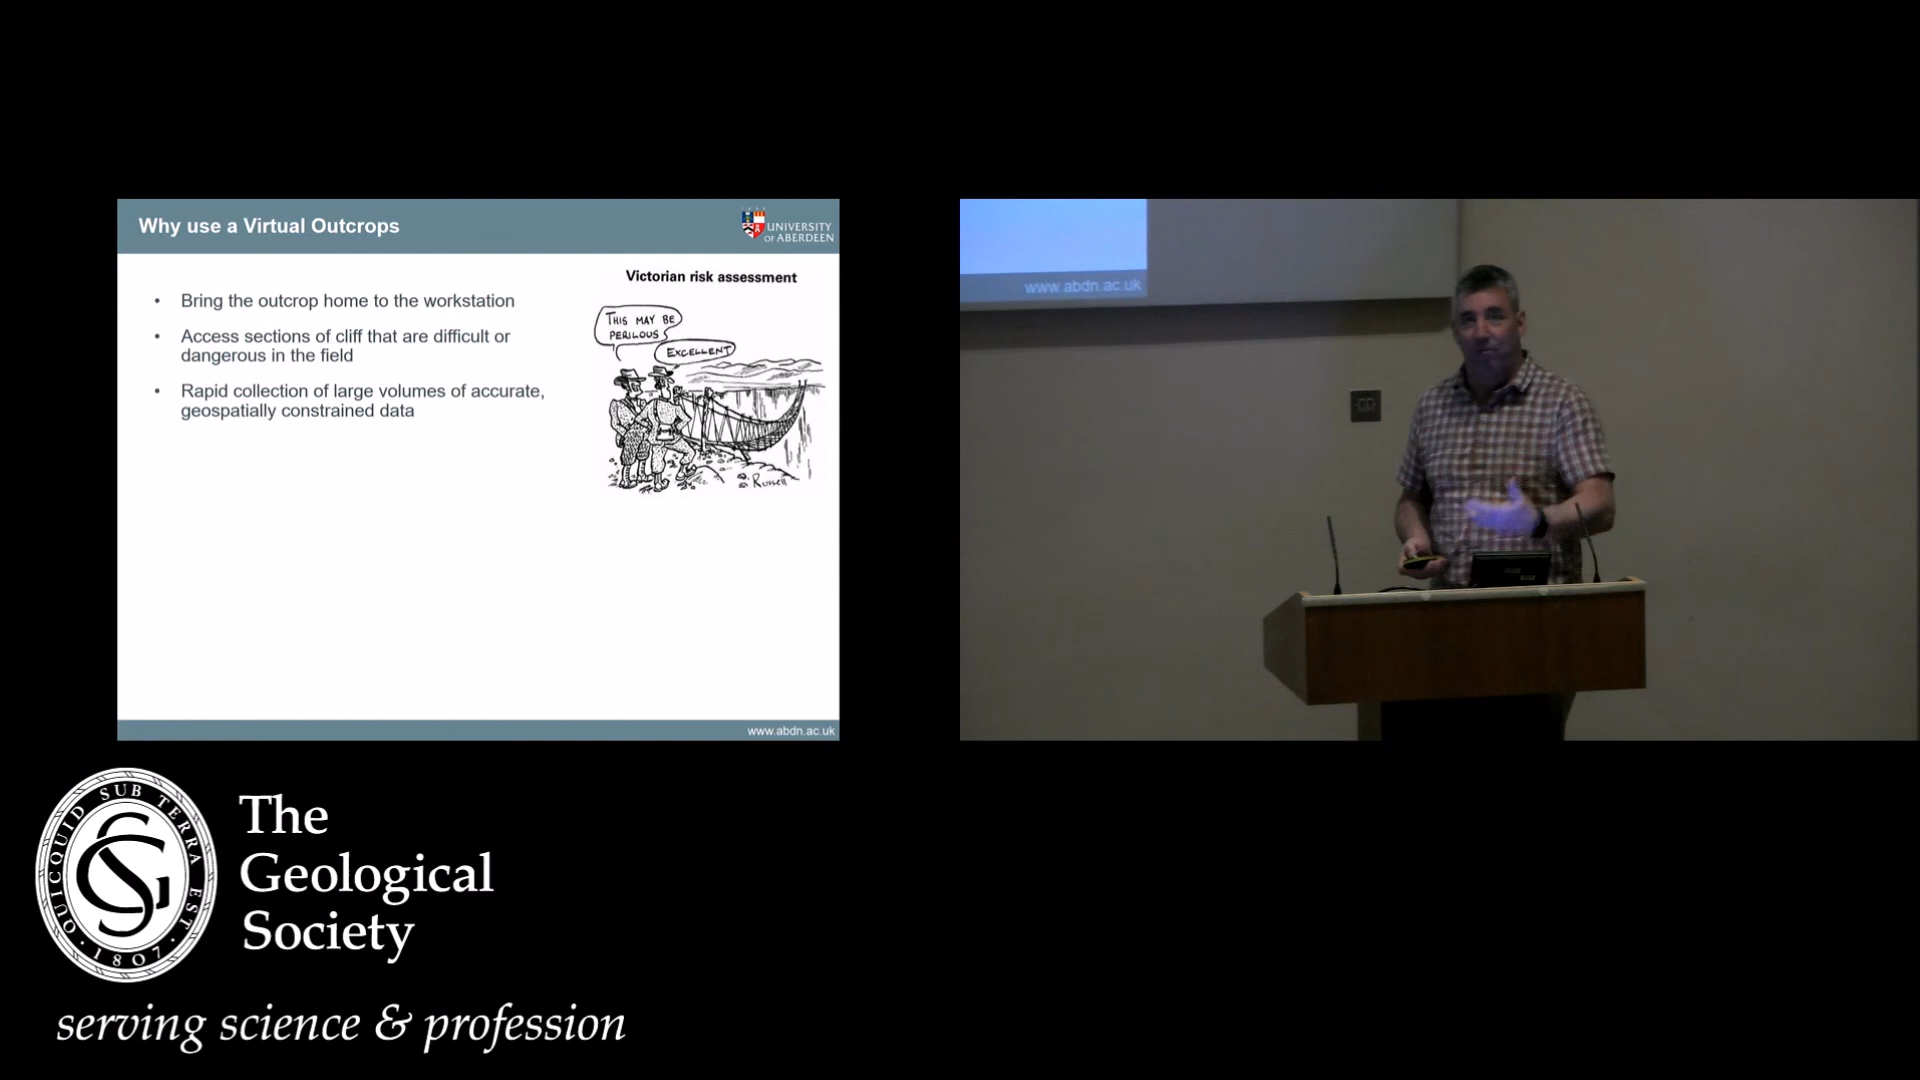 Why use a Virtual Outcrops
UNIVERSITY
OF ABERDEEN
Victorian risk assessment
• Bring the outcrop home to the workstation
• Access sections of cliff that are difficult or
dangerous in the field
• Rapid collection of large volumes of accurate,
geospatially constrained data
THIS MAY BE
PERILOUS
EXCELLENT
Russell
www.abdn.ac.uk
www.abdn.ac.uk
QUICQUID SUB TERRA EST
· 1807 ·
GS
The
Geological
Society
serving science & profession